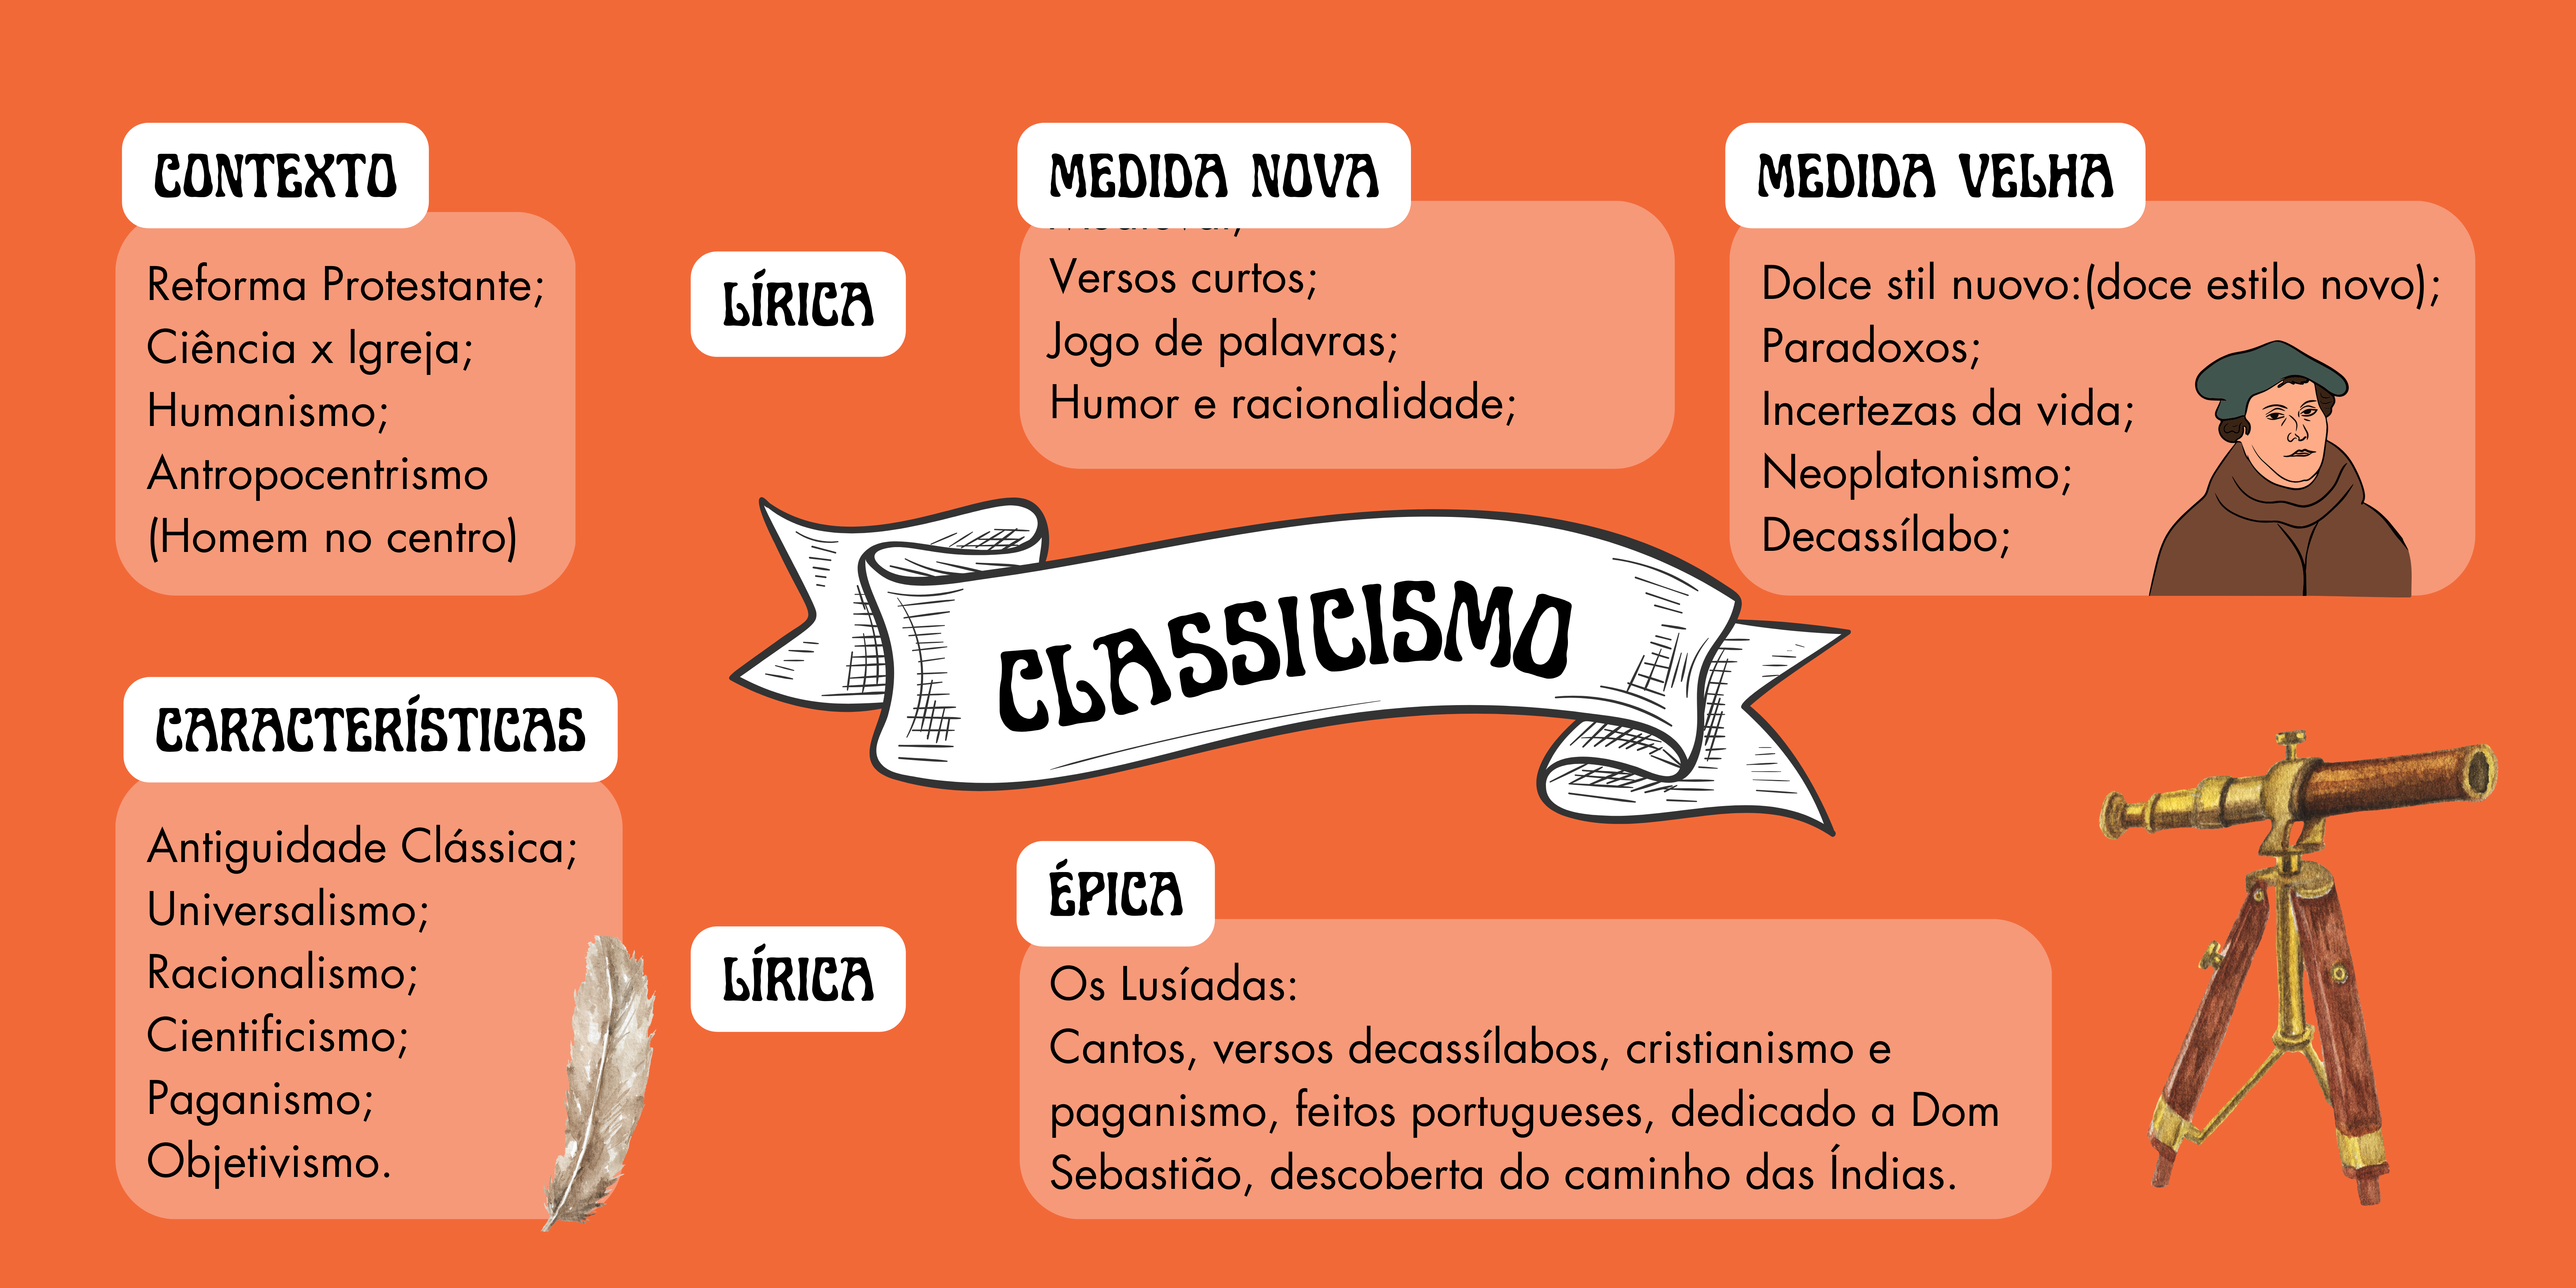 CONTEXTO
Reforma Protestante;
Ciência x Igreja;
Humanismo;
Antropocentrismo
(Homem no centro)
LÍRICA
MEDIDA NOVA
Versos curtos;
Jogo de palavras;
Humor e racionalidade;
MEDIDA VELHA
Dolce stil nuovo:(doce estilo novo);
Paradoxos;
Incertezas da vida;
Neoplatonismo;
Decassílabo;
CLASSICISMO
CARACTERÍSTICAS
Antiguidade Clássica;
Universalismo;
Racionalismo;
Cientificismo;
Paganismo;
Objetivismo.
LÍRICA
ÉPICA
Os Lusíadas:
Cantos, versos decassílabos, cristianismo e
paganismo, feitos portugueses, dedicado a Dom
Sebastião, descoberta do caminho das Índias.